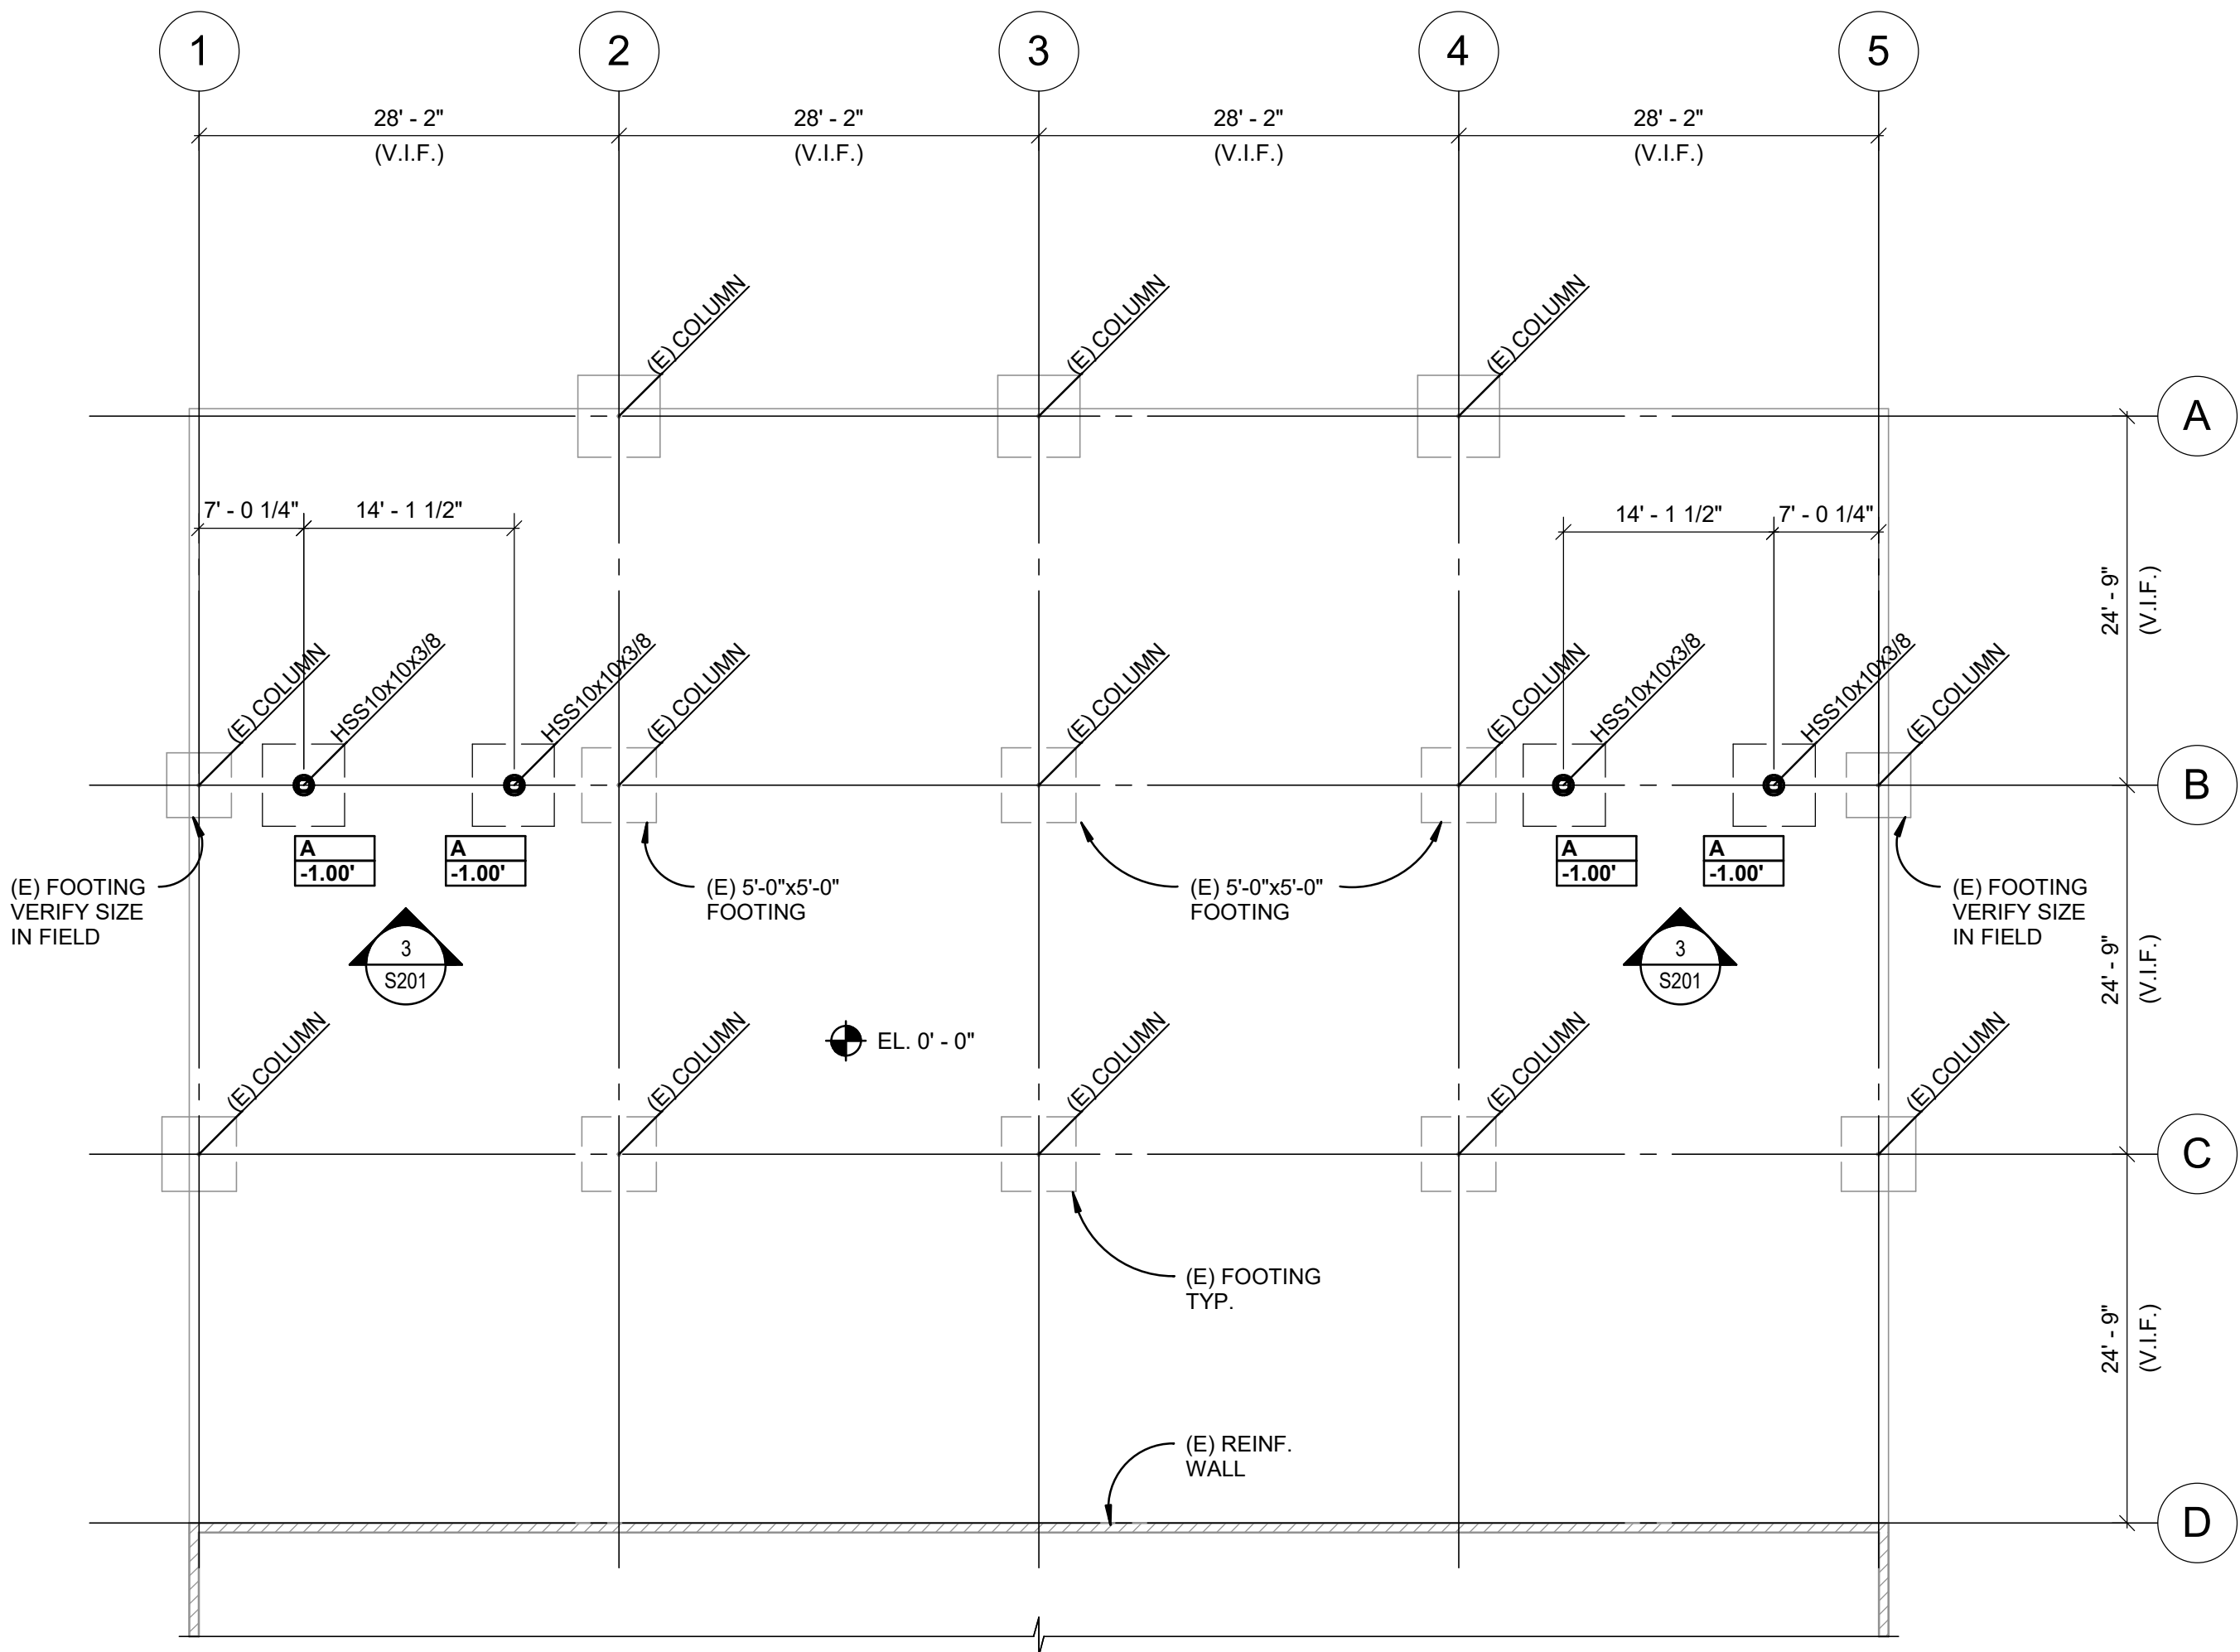 1
2
3
4
5
28' - 2"
28' - 2"
28' - 2"
28' - 2"
(V.I.F.)
(V.I.F.)
(V.I.F.)
(V.I.F.)
(E) COLUMN
(E) COLUMN
(E) COLUMN
A
7' - 0 1/4"
14' - 1 1/2"
14' - 1 1/2"
7' - 0 1/4"
24' - 9"
(V.I.F.)
(E) COLUMN
HSS10x10x3/8
HSS10x10x3/8
(E) COLUMN
(E) COLUMN
(E) COLUMN
HSS10x10x3/8
HSS10x10x3/8
(E) COLUMN
B
A
-1.00'
A
-1.00'
A
-1.00'
A
-1.00'
(E) FOOTING
VERIFY SIZE
IN FIELD
(E) 5'-0"x5'-0"
FOOTING
(E) 5'-0"x5'-0"
FOOTING
(E) FOOTING
VERIFY SIZE
IN FIELD
3
S201
3
S201
24' - 9"
(V.I.F.)
EL. 0' - 0"
(E) COLUMN
(E) COLUMN
(E) COLUMN
(E) COLUMN
(E) COLUMN
C
(E) FOOTING
TYP.
24' - 9"
(V.I.F.)
(E) REINF.
WALL
D